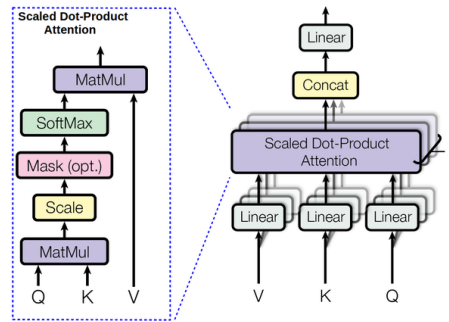 Scaled Dot-Product
Attention
MatMul
SoftMax
Mask (opt.)
Scale
MatMul
Q K V
Linear
Concat
Scaled Dot-Product
Attention
Linear Linear Linear
V K Q